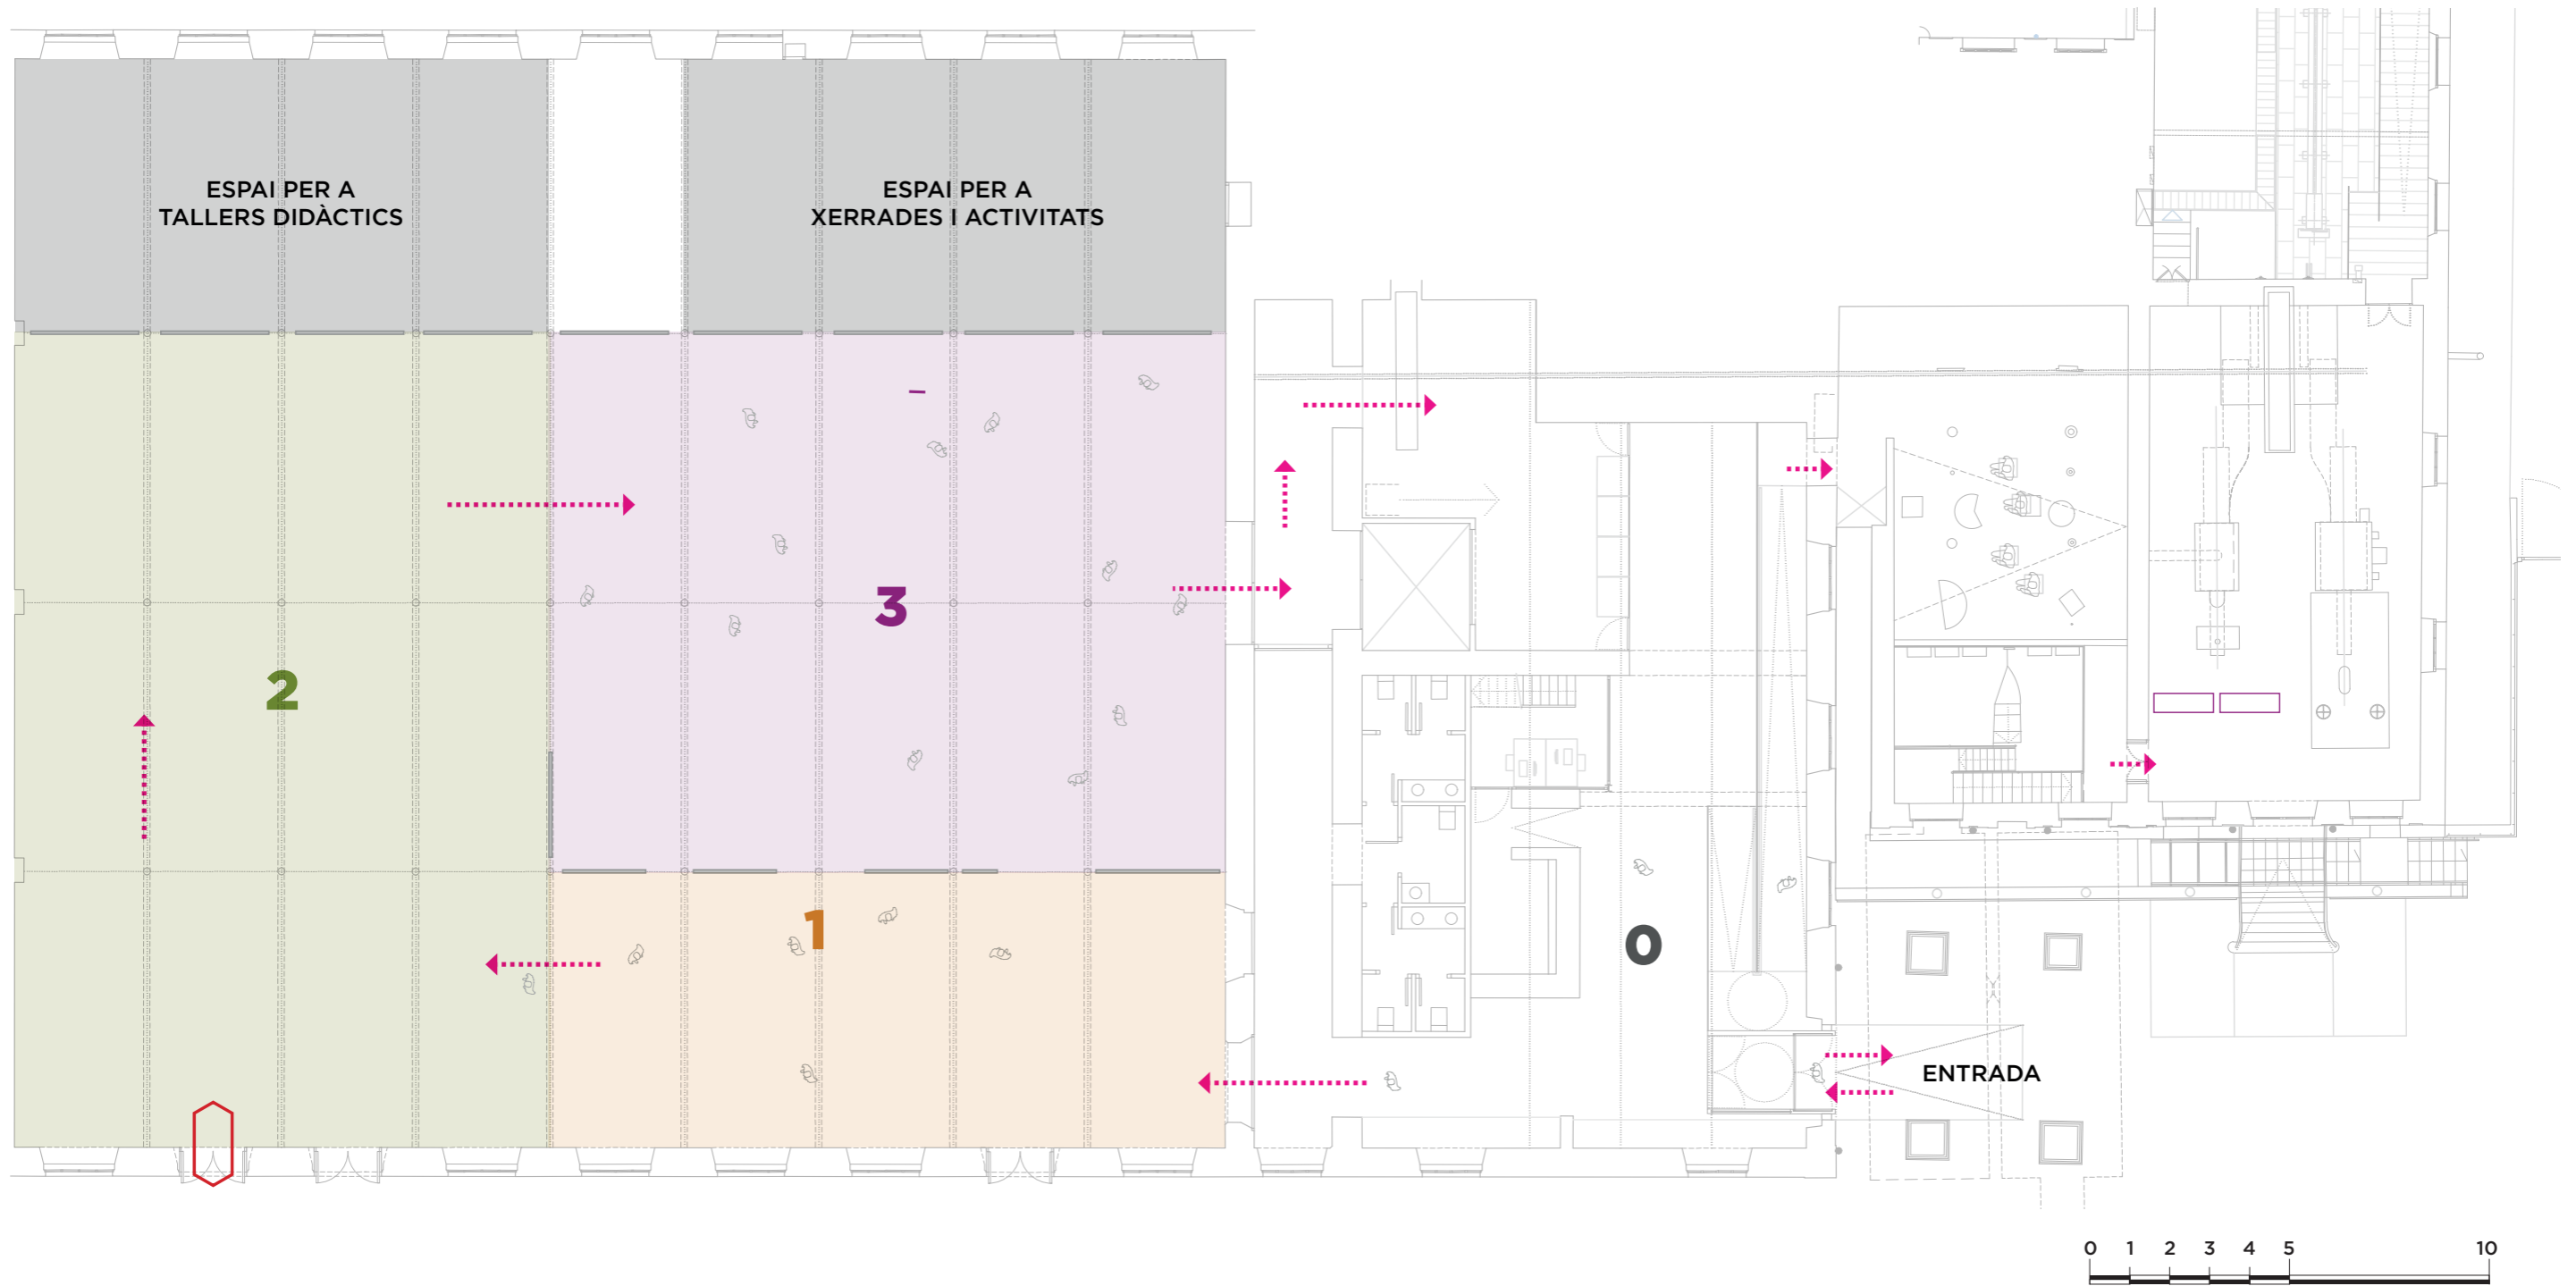 ESPAI PER A
TALLERS DIDÀCTICS
ESPAI PER A
XERRADES I ACTIVITATS
3
2
1
0
ENTRADA
0 1 2 3 4 5 10